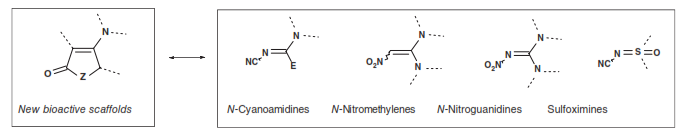 N
O
Z
New bioactive scaffolds
N
N
NC
E
N-Cyanoamidines
N
O2N
N
N-Nitromethylenes
N
N
O2N
N
N-Nitroguanidines
N=S=O
NC
Sulfoximines